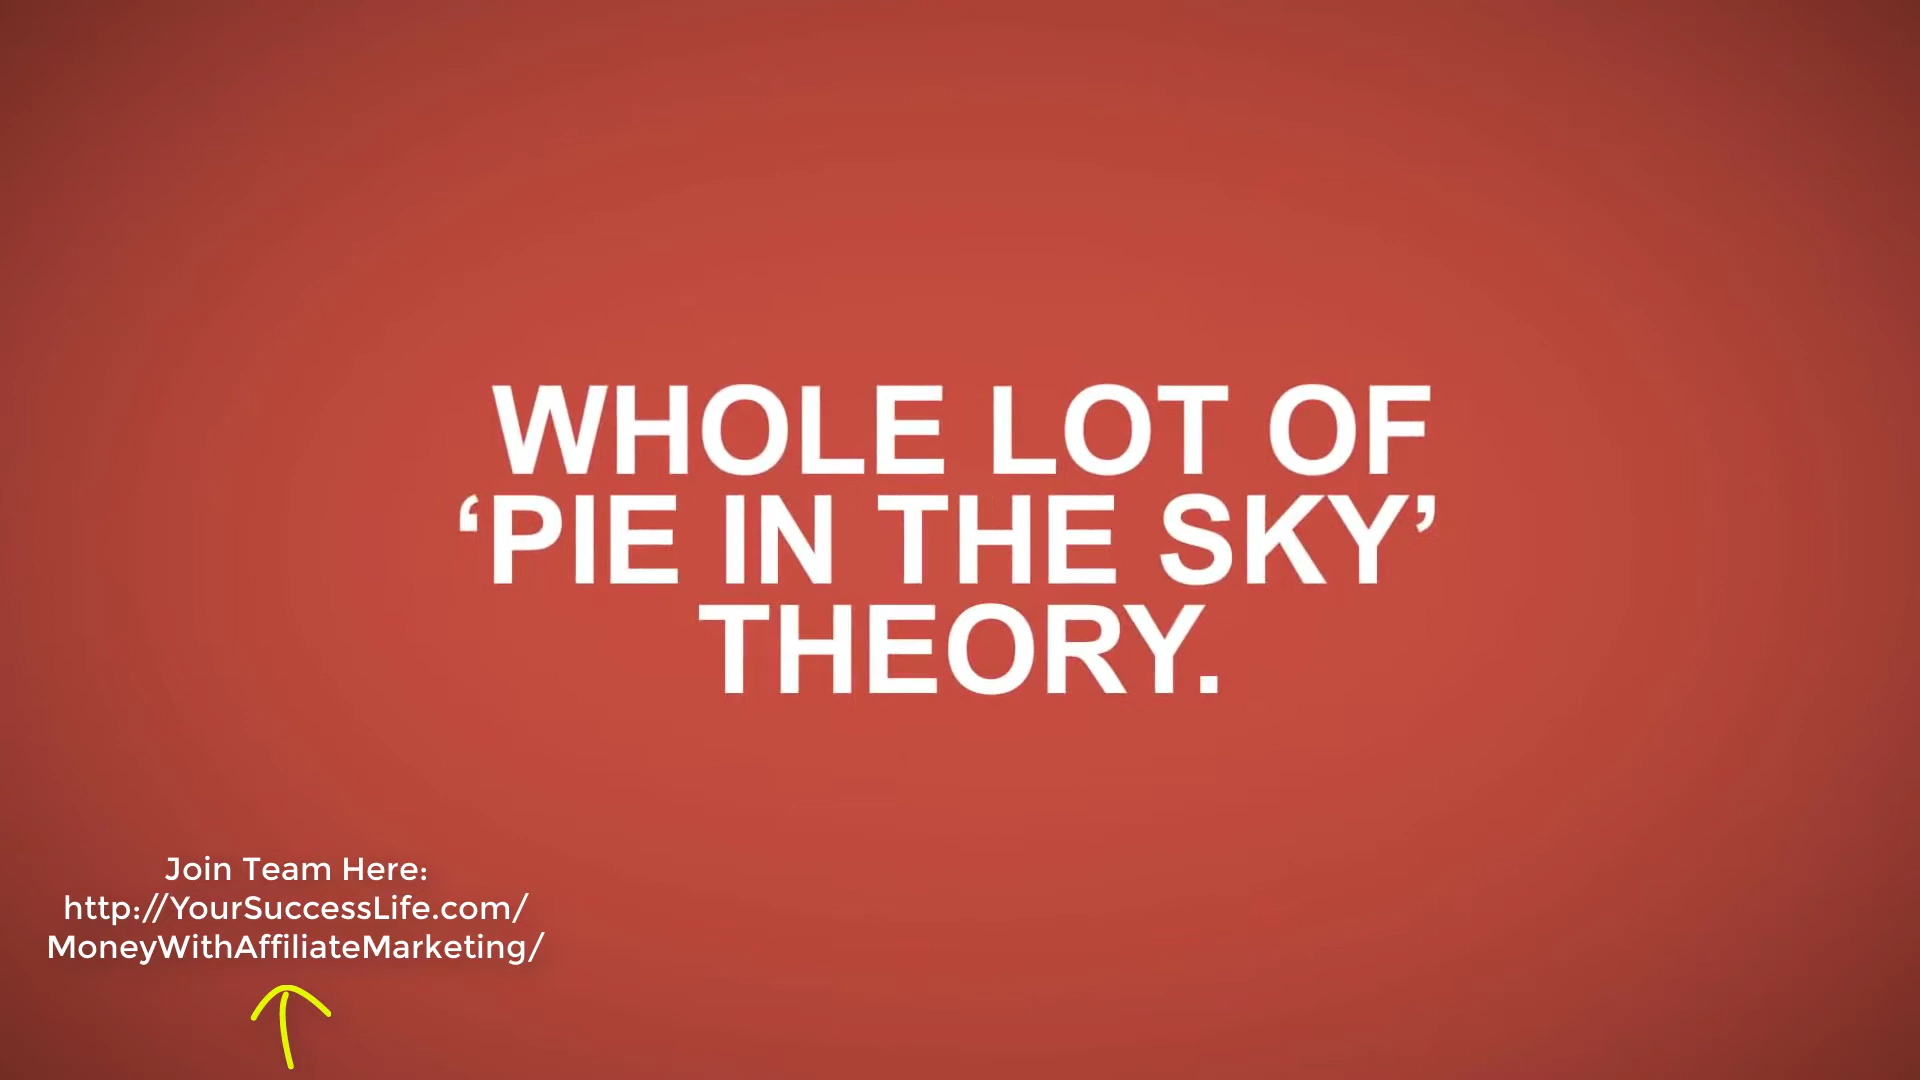 WHOLE LOT OF
‘PIE IN THE SKY’
THEORY.
Join Team Here:
http://YourSuccessLife.com/
MoneyWithAffiliateMarketing/